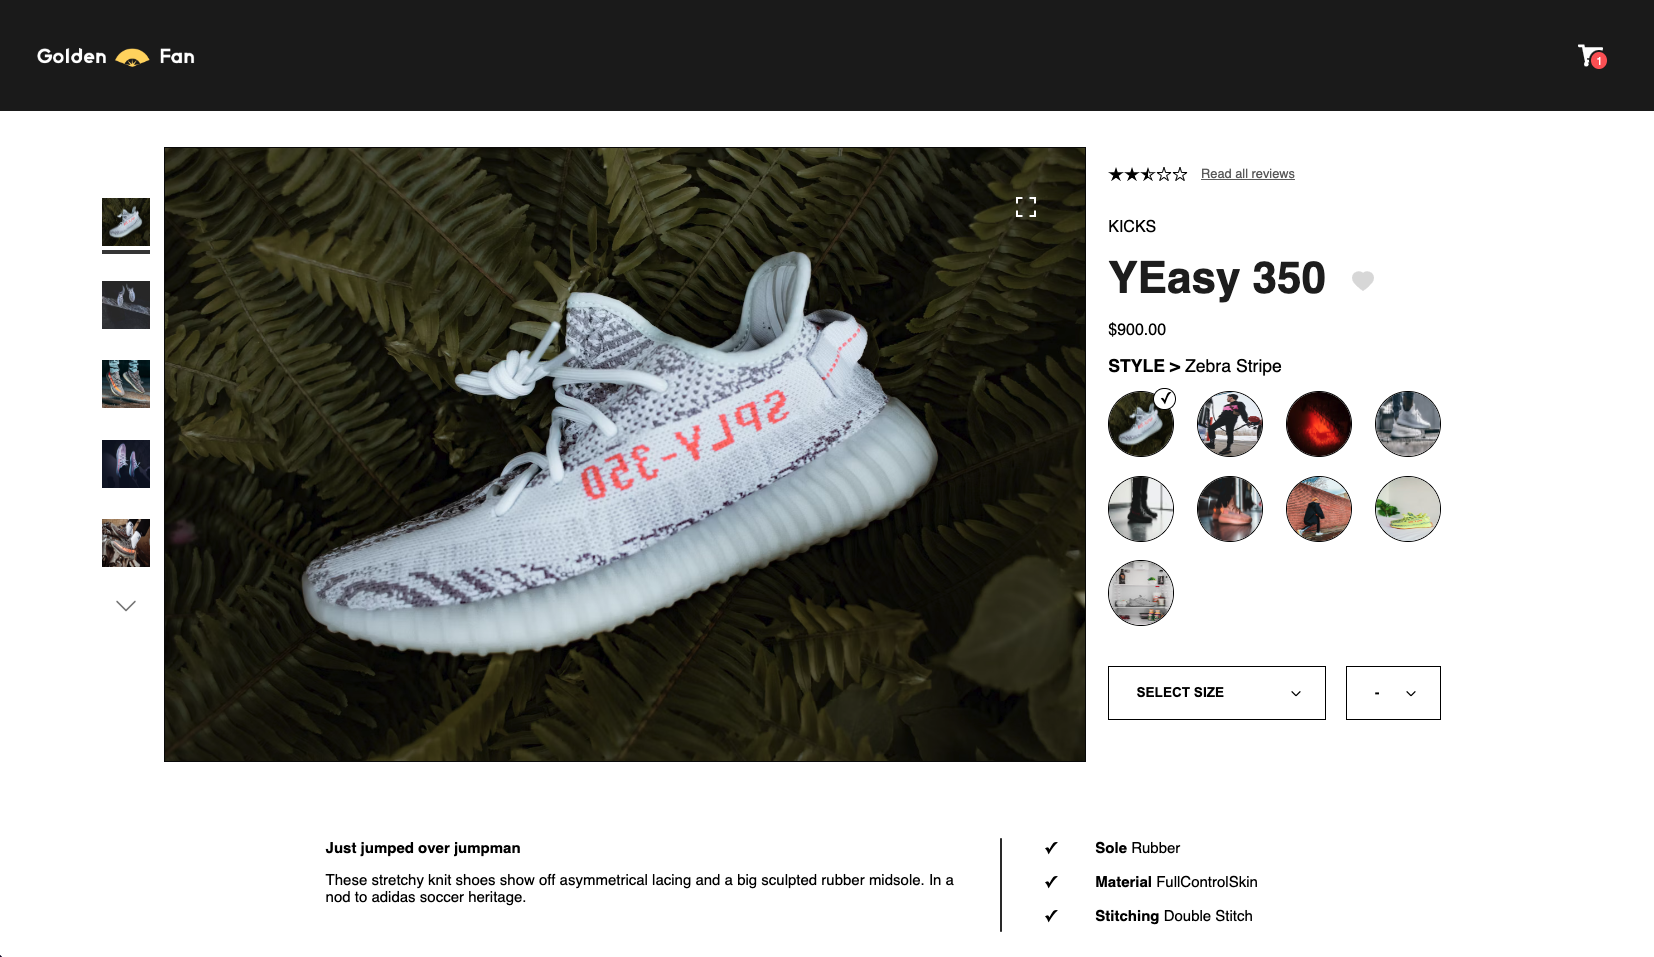 Golden Fan
1
Read all reviews
KICKS
YEasy 350
$900.00
STYLE > Zebra Stripe
SPLY-350
SELECT SIZE
-
Just jumped over jumpman
These stretchy knit shoes show off asymmetrical lacing and a big sculpted rubber midsole. In a
nod to adidas soccer heritage.
Sole Rubber
Material FullControlSkin
Stitching Double Stitch